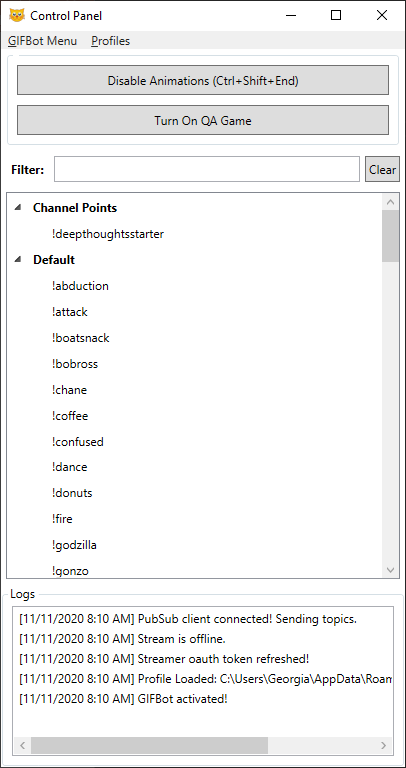 Control Panel
GIFBot Menu Profiles
Disable Animations (Ctrl+Shift+End)
Turn On QA Game
Filter: Clear
Channel Points
!deepthoughtsstarter
Default
!abduction
!attack
!boatsnack
!bobross
!chane
!coffee
!confused
!dance
!donuts
!fire
!godzilla
!gonzo
Logs
[11/11/2020 8:10 AM] PubSub client connected! Sending topics.
[11/11/2020 8:10 AM] Stream is offline.
[11/11/2020 8:10 AM] Streamer oauth token refreshed!
[11/11/2020 8:10 AM] Profile Loaded: C:\Users\Georgia\AppData\Roam
[11/11/2020 8:10 AM] GIFBot activated!